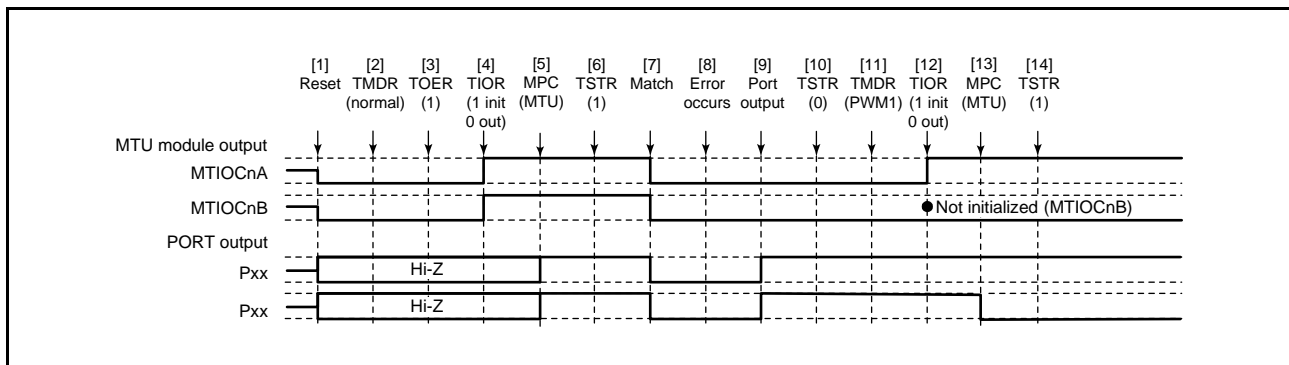 [1] [2] [3] [4] [5] [6] [7] [8] [9] [10] [11] [12] [13] [14]
Reset TMDR TOER TIOR MPC TSTR Match Error Port TSTR TMDR TIOR MPC TSTR
(normal) (1) (1 init (MTU) (1) occurs output (0) (PWM1) (1 init (MTU) (1)
0 out) 0 out)
MTU module output
MTIOCnA
MTIOCnB Not initialized (MTIOCnB)
PORT output
Pxx Hi-Z
Pxx Hi-Z